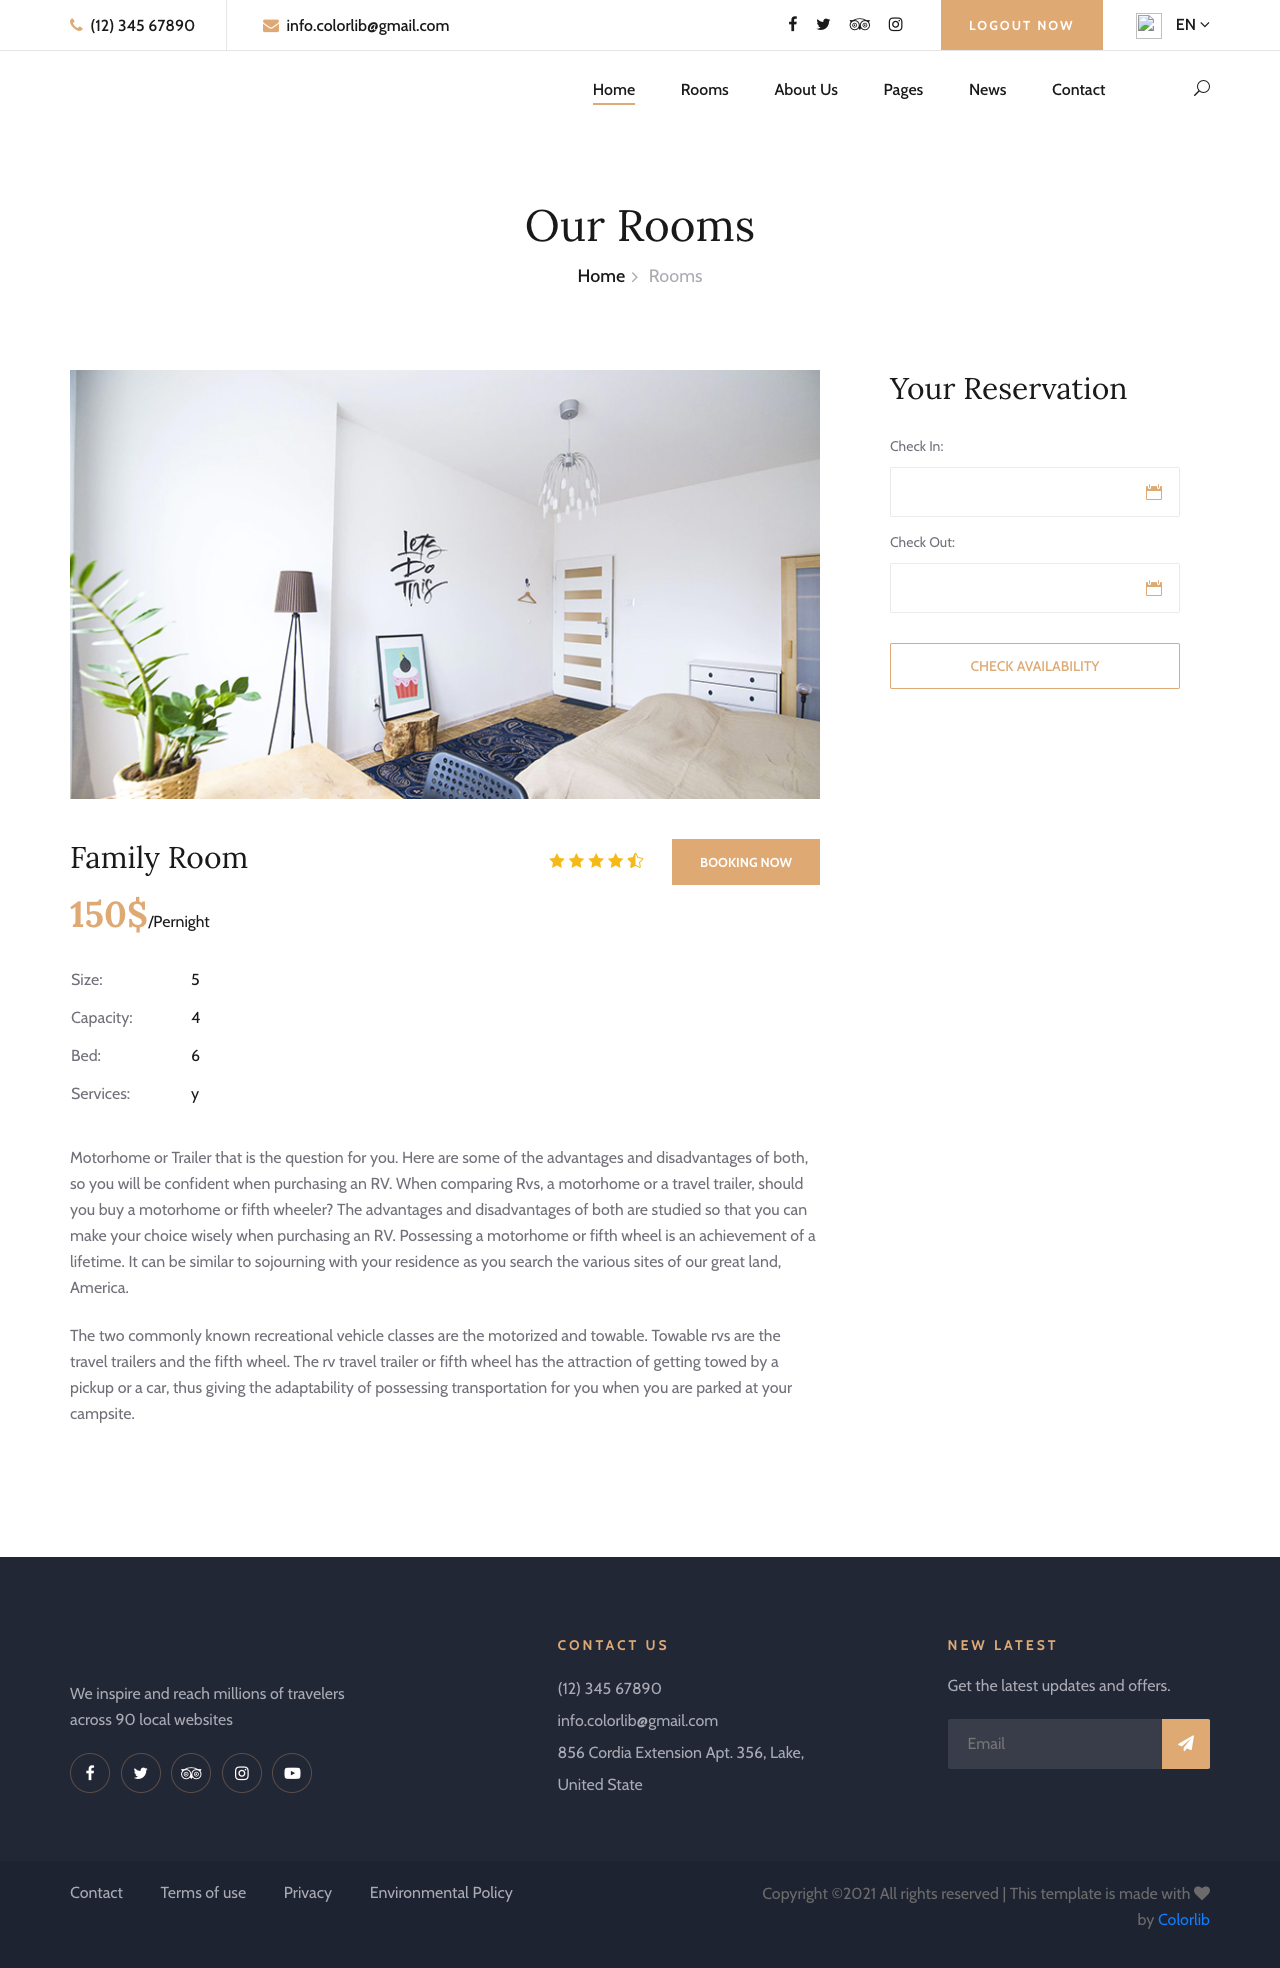 (12) 345 67890
info.colorlib@gmail.com
LOGOUT NOW
EN
Home
Rooms
About Us
Pages
News
Contact
Our Rooms
Home
Rooms
Lets
Do
This
Family Room
BOOKING NOW
150$/Pernight
Size: 5
Capacity: 4
Bed: 6
Services: y
Motorhome or Trailer that is the question for you. Here are some of the advantages and disadvantages of both,
so you will be confident when purchasing an RV. When comparing Rvs, a motorhome or a travel trailer, should
you buy a motorhome or fifth wheeler? The advantages and disadvantages of both are studied so that you can
make your choice wisely when purchasing an RV. Possessing a motorhome or fifth wheel is an achievement of a
lifetime. It can be similar to sojourning with your residence as you search the various sites of our great land,
America.
The two commonly known recreational vehicle classes are the motorized and towable. Towable rvs are the
travel trailers and the fifth wheel. The rv travel trailer or fifth wheel has the attraction of getting towed by a
pickup or a car, thus giving the adaptability of possessing transportation for you when you are parked at your
campsite.
Your Reservation
Check In:
Check Out:
CHECK AVAILABILITY
We inspire and reach millions of travelers
across 90 local websites
CONTACT US
(12) 345 67890
info.colorlib@gmail.com
856 Cordia Extension Apt. 356, Lake,
United State
NEW LATEST
Get the latest updates and offers.
Email
Contact
Terms of use
Privacy
Environmental Policy
Copyright ©2021 All rights reserved | This template is made with
by Colorlib